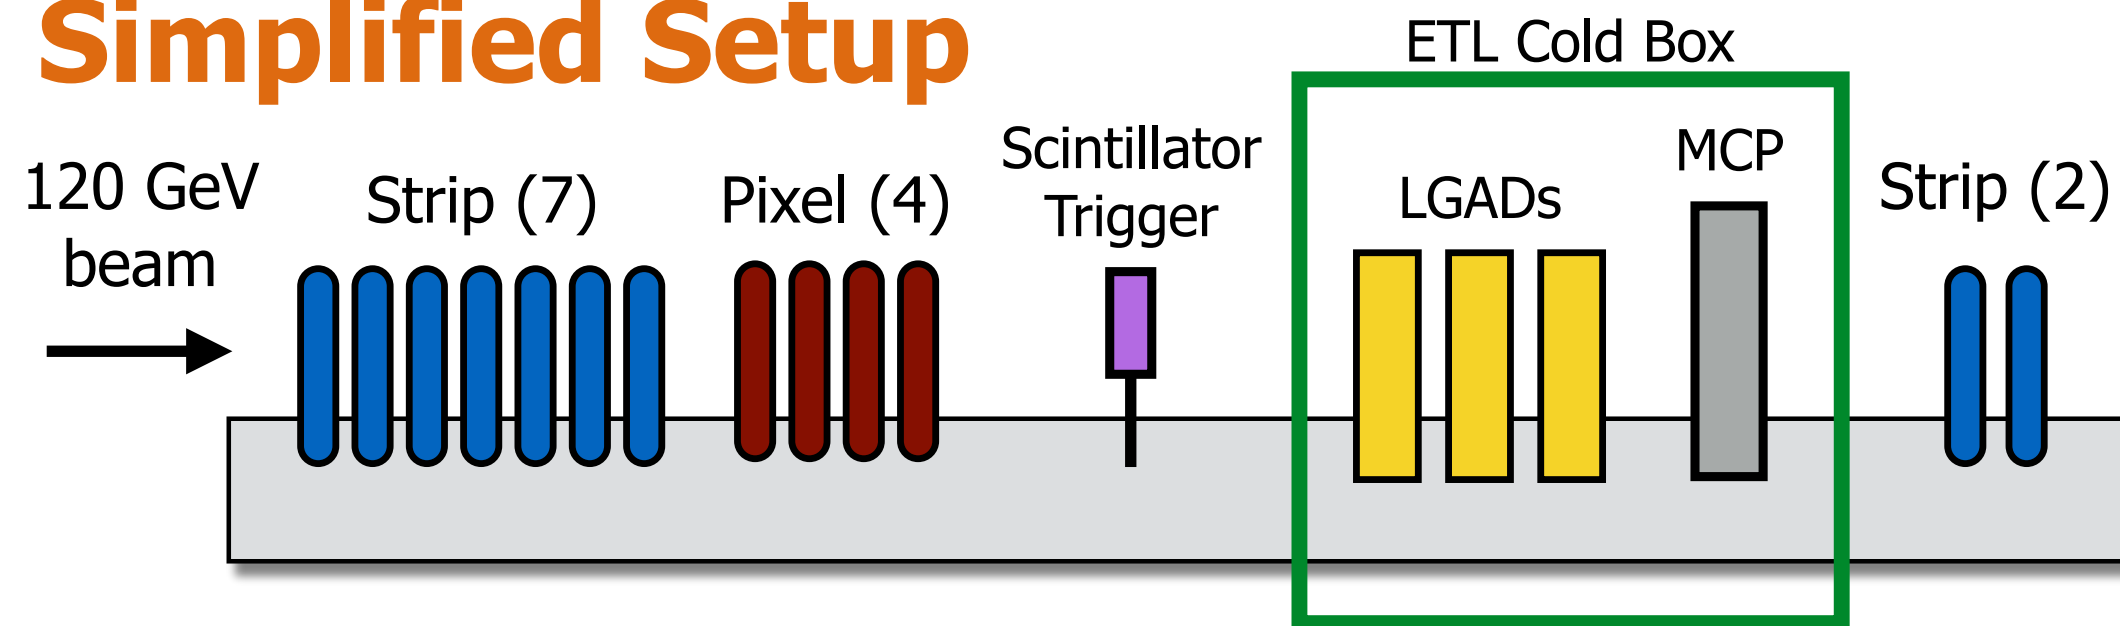 Simplified Setup
ETL Cold Box
120 GeV
beam
Strip (7)
Pixel (4)
Scintillator
Trigger
LGADs
MCP
Strip (2)